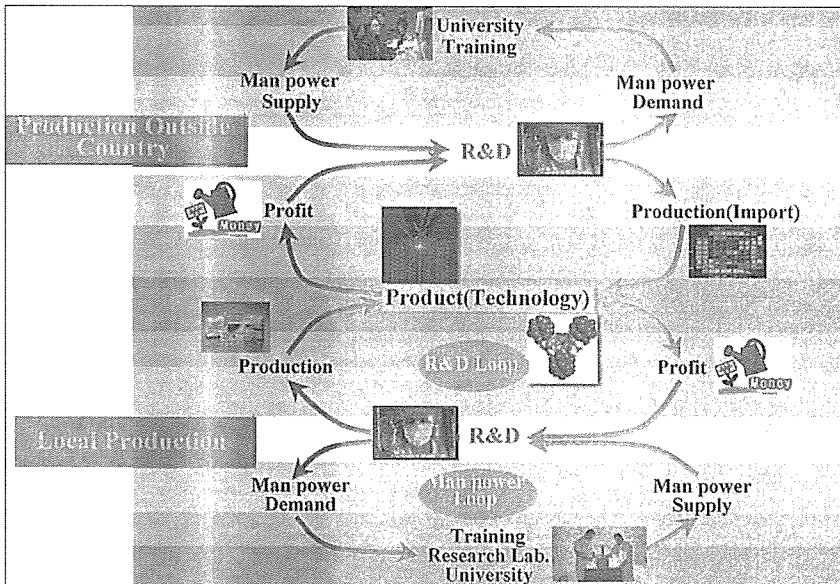 University
Training
Man power
Supply
Man power
Demand
Production Outside
Country
R&D
Profit
Money
Production(Import)
Product(Technology)
Production
R&D Loop
Profit
Money
Local Production
R&D
Man power
Demand
Man power
Loop
Man power
Supply
Training
Research Lab.
University